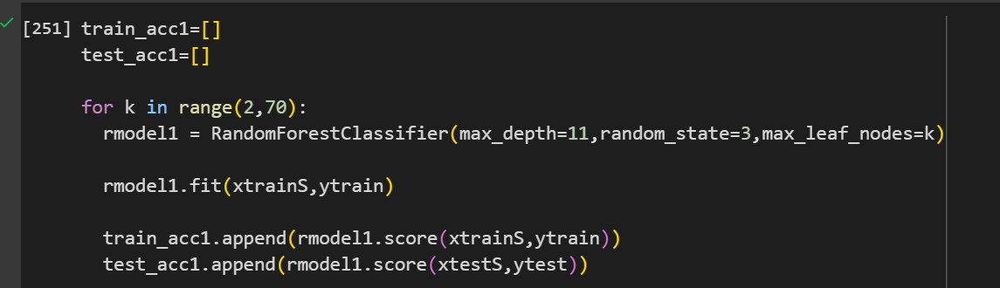 [251] train_acc1=[]
test_acc1=[]
for k in range(2,70):
rmodel1 = RandomForestClassifier(max_depth=11,random_state=3,max_leaf_nodes=k)
rmodel1.fit(xtrainS,ytrain)
train_acc1.append(rmodel1.score(xtrainS,ytrain))
test_acc1.append(rmodel1.score(xtestS,ytest))